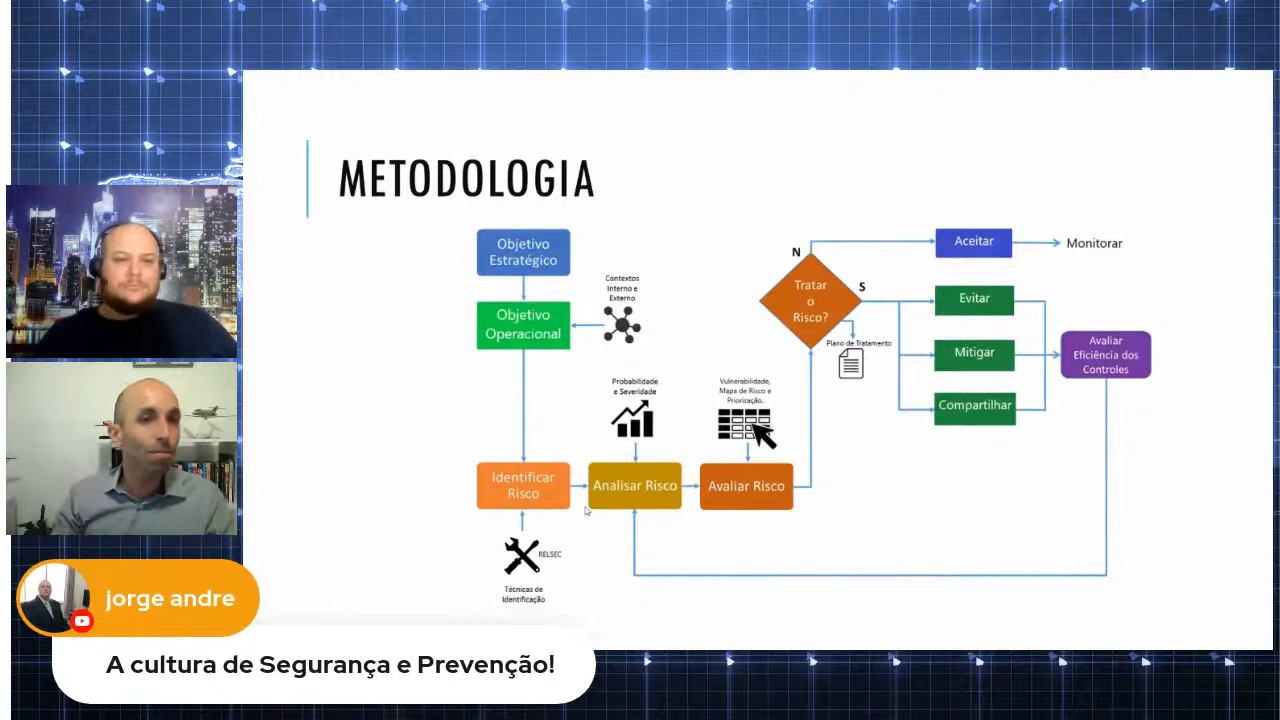 METODOLOGIA
Objetivo
Estratégico
Contextos
Interno e
Externo
Objetivo
Operacional
Probabilidade
e Severidade
Vulnerabilidade,
Mapa de Risco e
Priorização.
Identificar
Risco
Analisar Risco
Avaliar Risco
RELSEC
Técnicas de
Identificação
N
Tratar
o
Risco?
S
Plano de Tratamento
Aceitar
Monitorar
Evitar
Mitigar
Compartilhar
Avaliar
Eficiência dos
Controles
jorge andre
A cultura de Segurança e Prevenção!